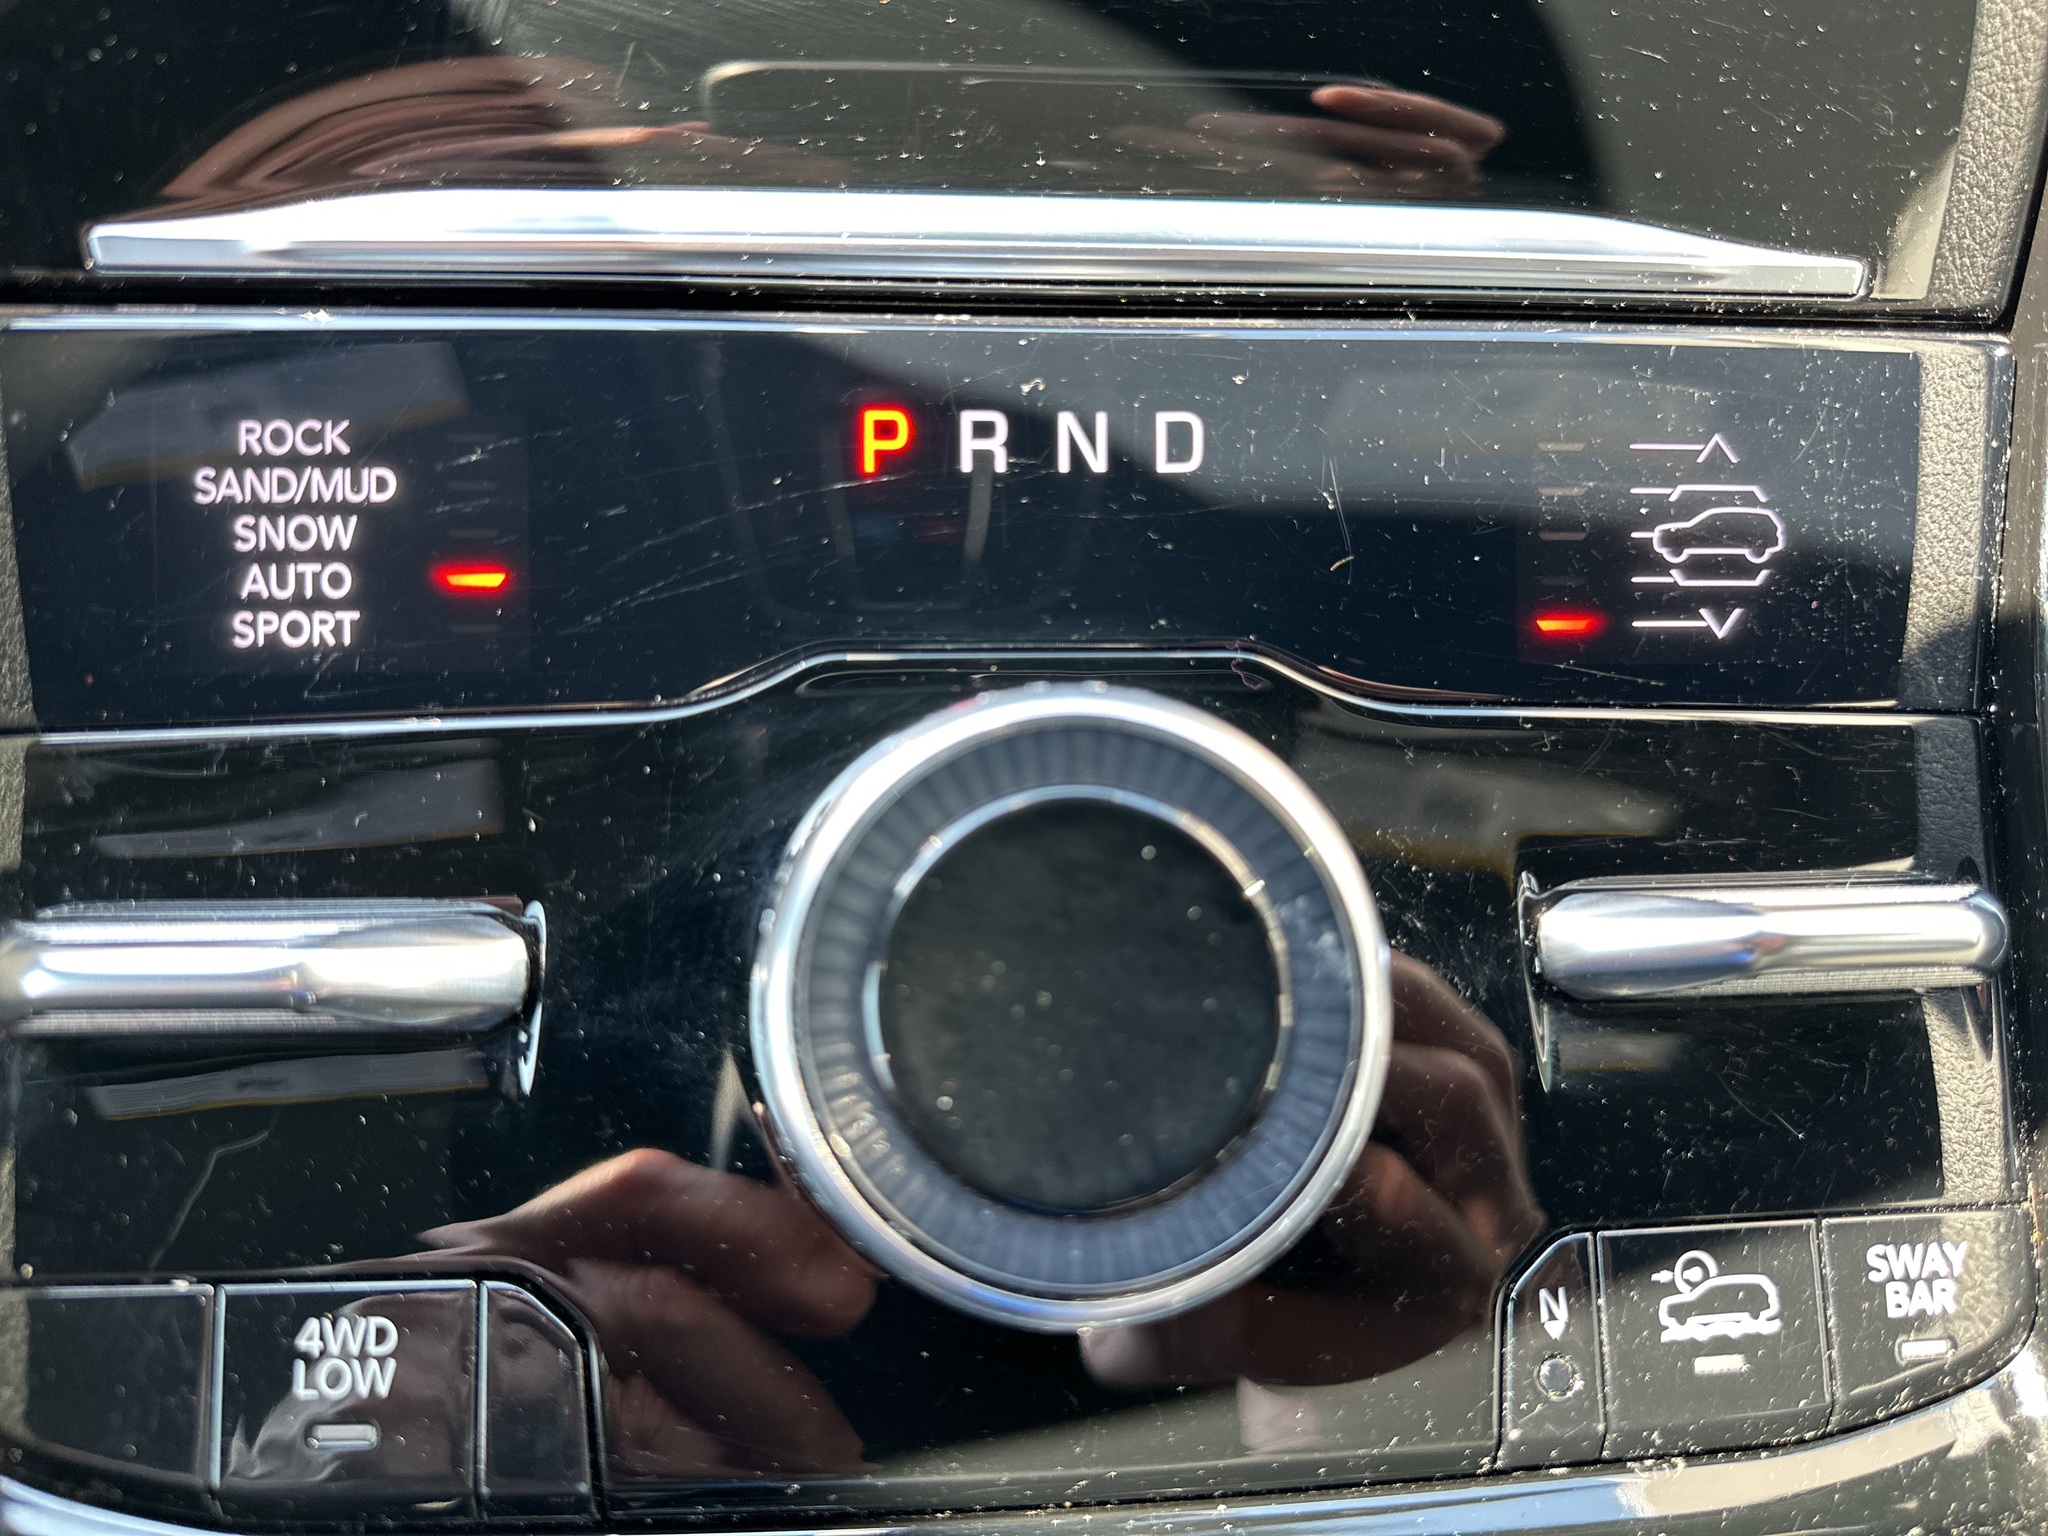 ROCK
SAND/MUD
SNOW
AUTO
SPORT
P R N D
4WD
LOW
N
SWAY
BAR